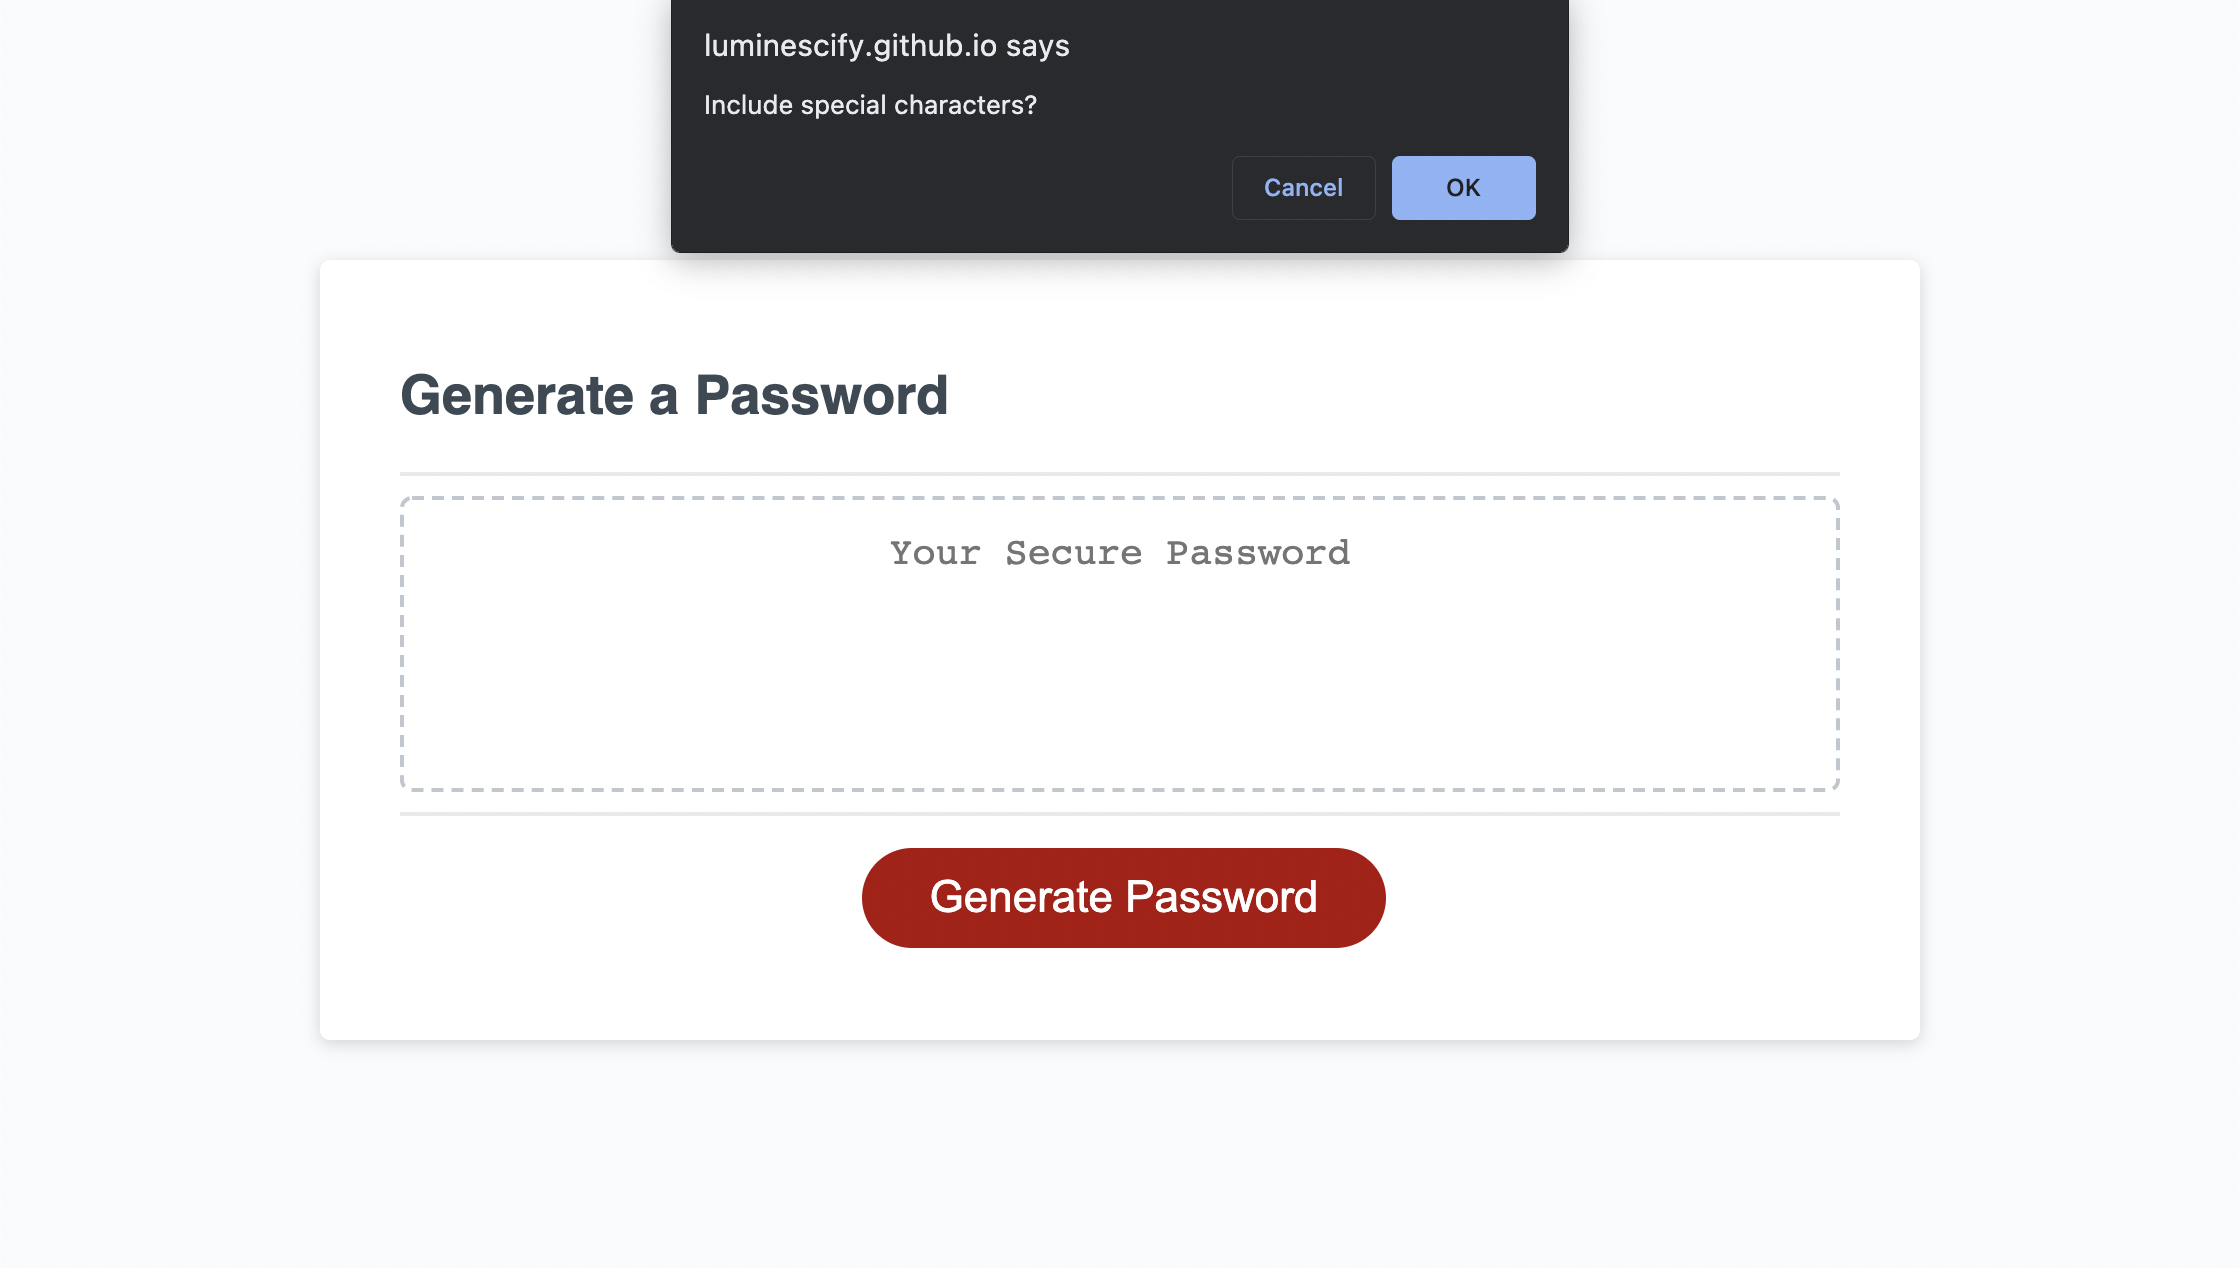 luminescify.github.io says
Include special characters?
Cancel OK
Generate a Password
Your Secure Password
Generate Password